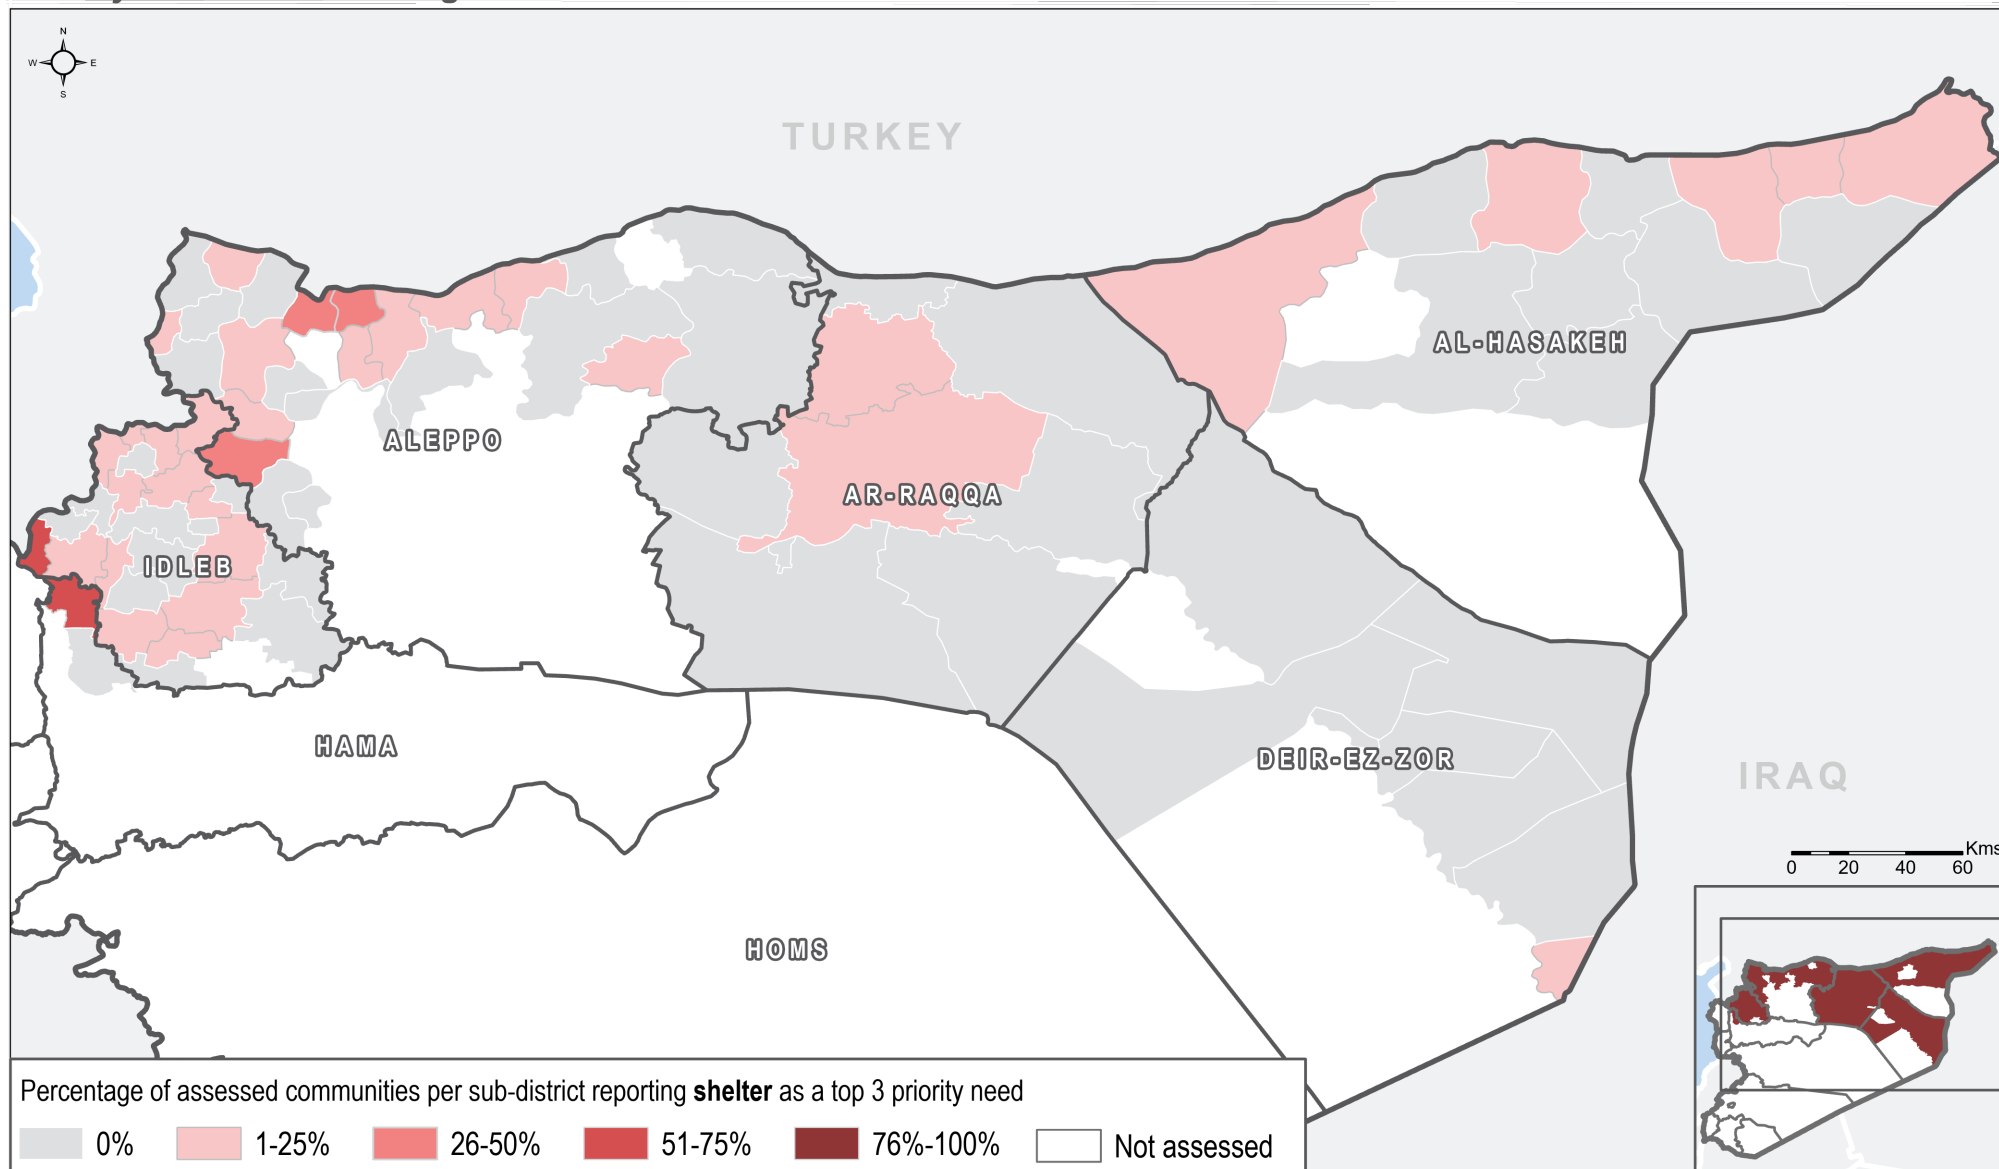 N
W E
S
TURKEY
AL-HASAKEH
ALEPPO
AR-RAQQA
IDLEB
HAMA
DEIR-EZ-ZOR
IRAQ
HOMS
Kms
0 20 40 60
Percentage of assessed communities per sub-district reporting shelter as a top 3 priority need
0% 1-25% 26-50% 51-75% 76%-100% Not assessed